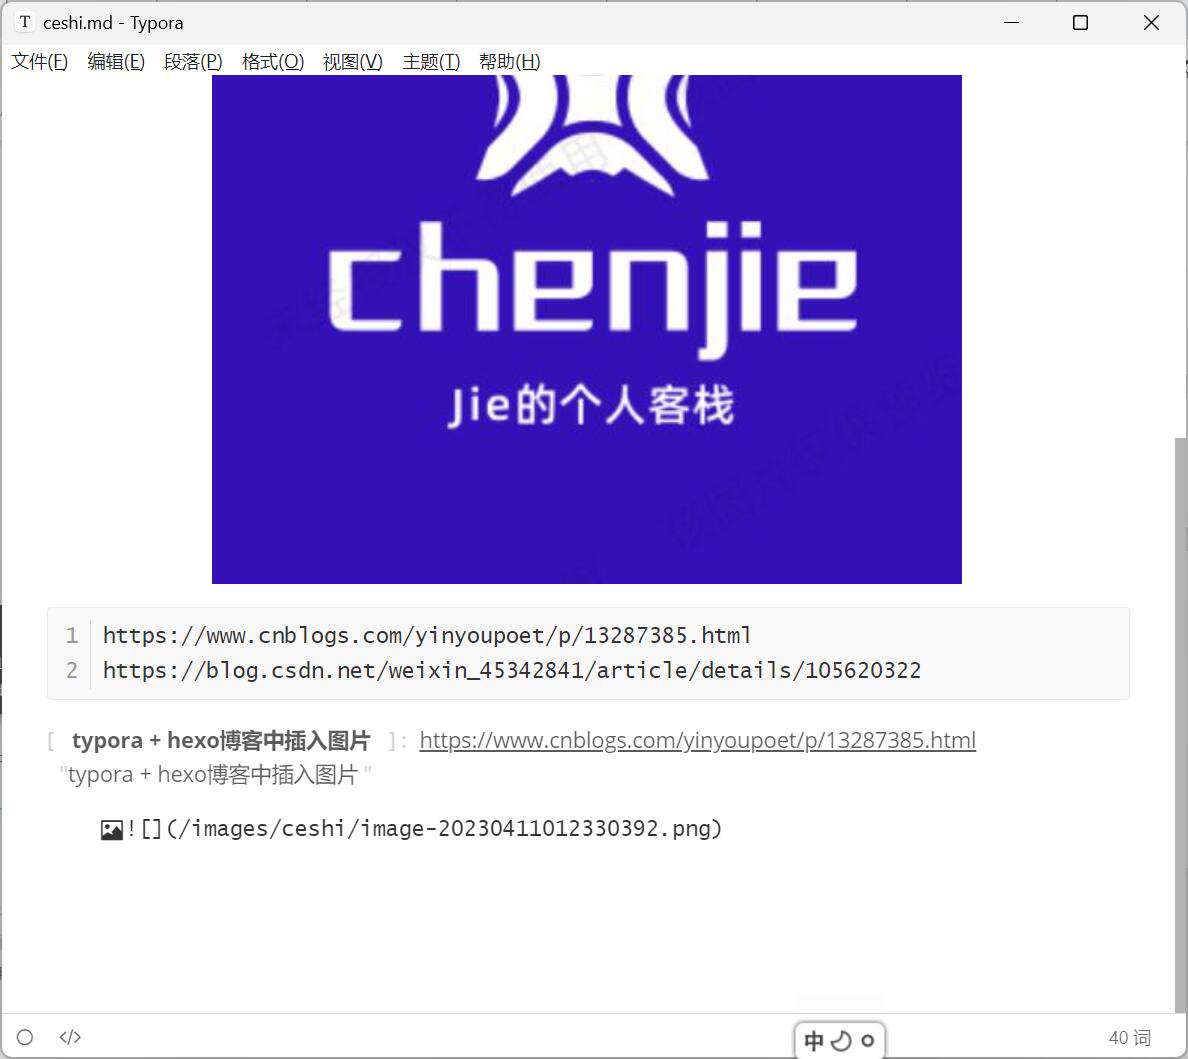 T ceshi.md - Typora
文件(F) 编辑(E) 段落(P) 格式(O) 视图(V) 主题(T) 帮助(H)
chenjie
Jie的个人客栈
1 https://www.cnblogs.com/yinyoupoet/p/13287385.html
2 https://blog.csdn.net/weixin_45342841/article/details/105620322
[ typora + hexo博客中插入图片 ]: https://www.cnblogs.com/yinyoupoet/p/13287385.html
"typora + hexo博客中插入图片 "
![](/images/ceshi/image-20230411012330392.png)
</> 中 40 词